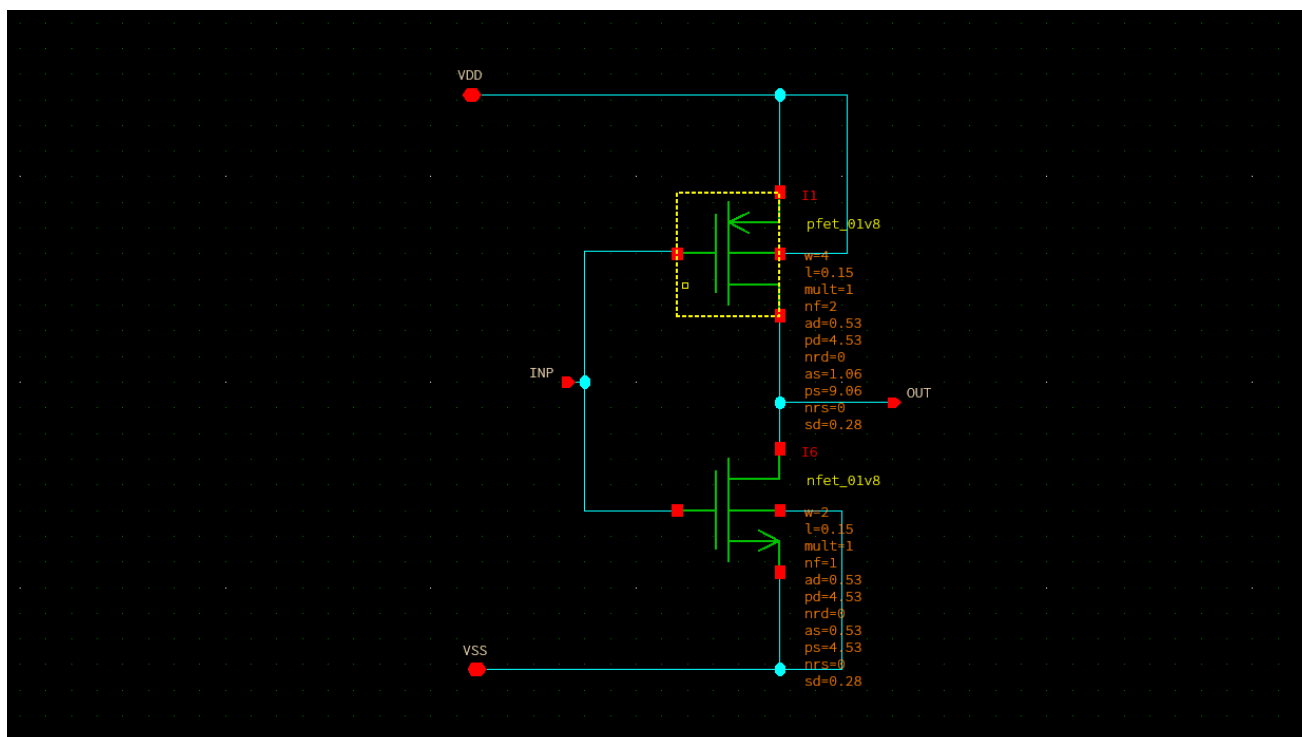 VDD
I1
pfet_01v8
w=4
l=0.15
mult=1
nf=2
ad=0.53
pd=4.53
nrd=0
as=1.06
ps=9.06
nrs=0
sd=0.28
INP
OUT
I6
nfet_01v8
w=2
l=0.15
mult=1
nf=1
ad=0.53
pd=4.53
nrd=0
as=0.53
ps=4.53
nrs=0
sd=0.28
VSS